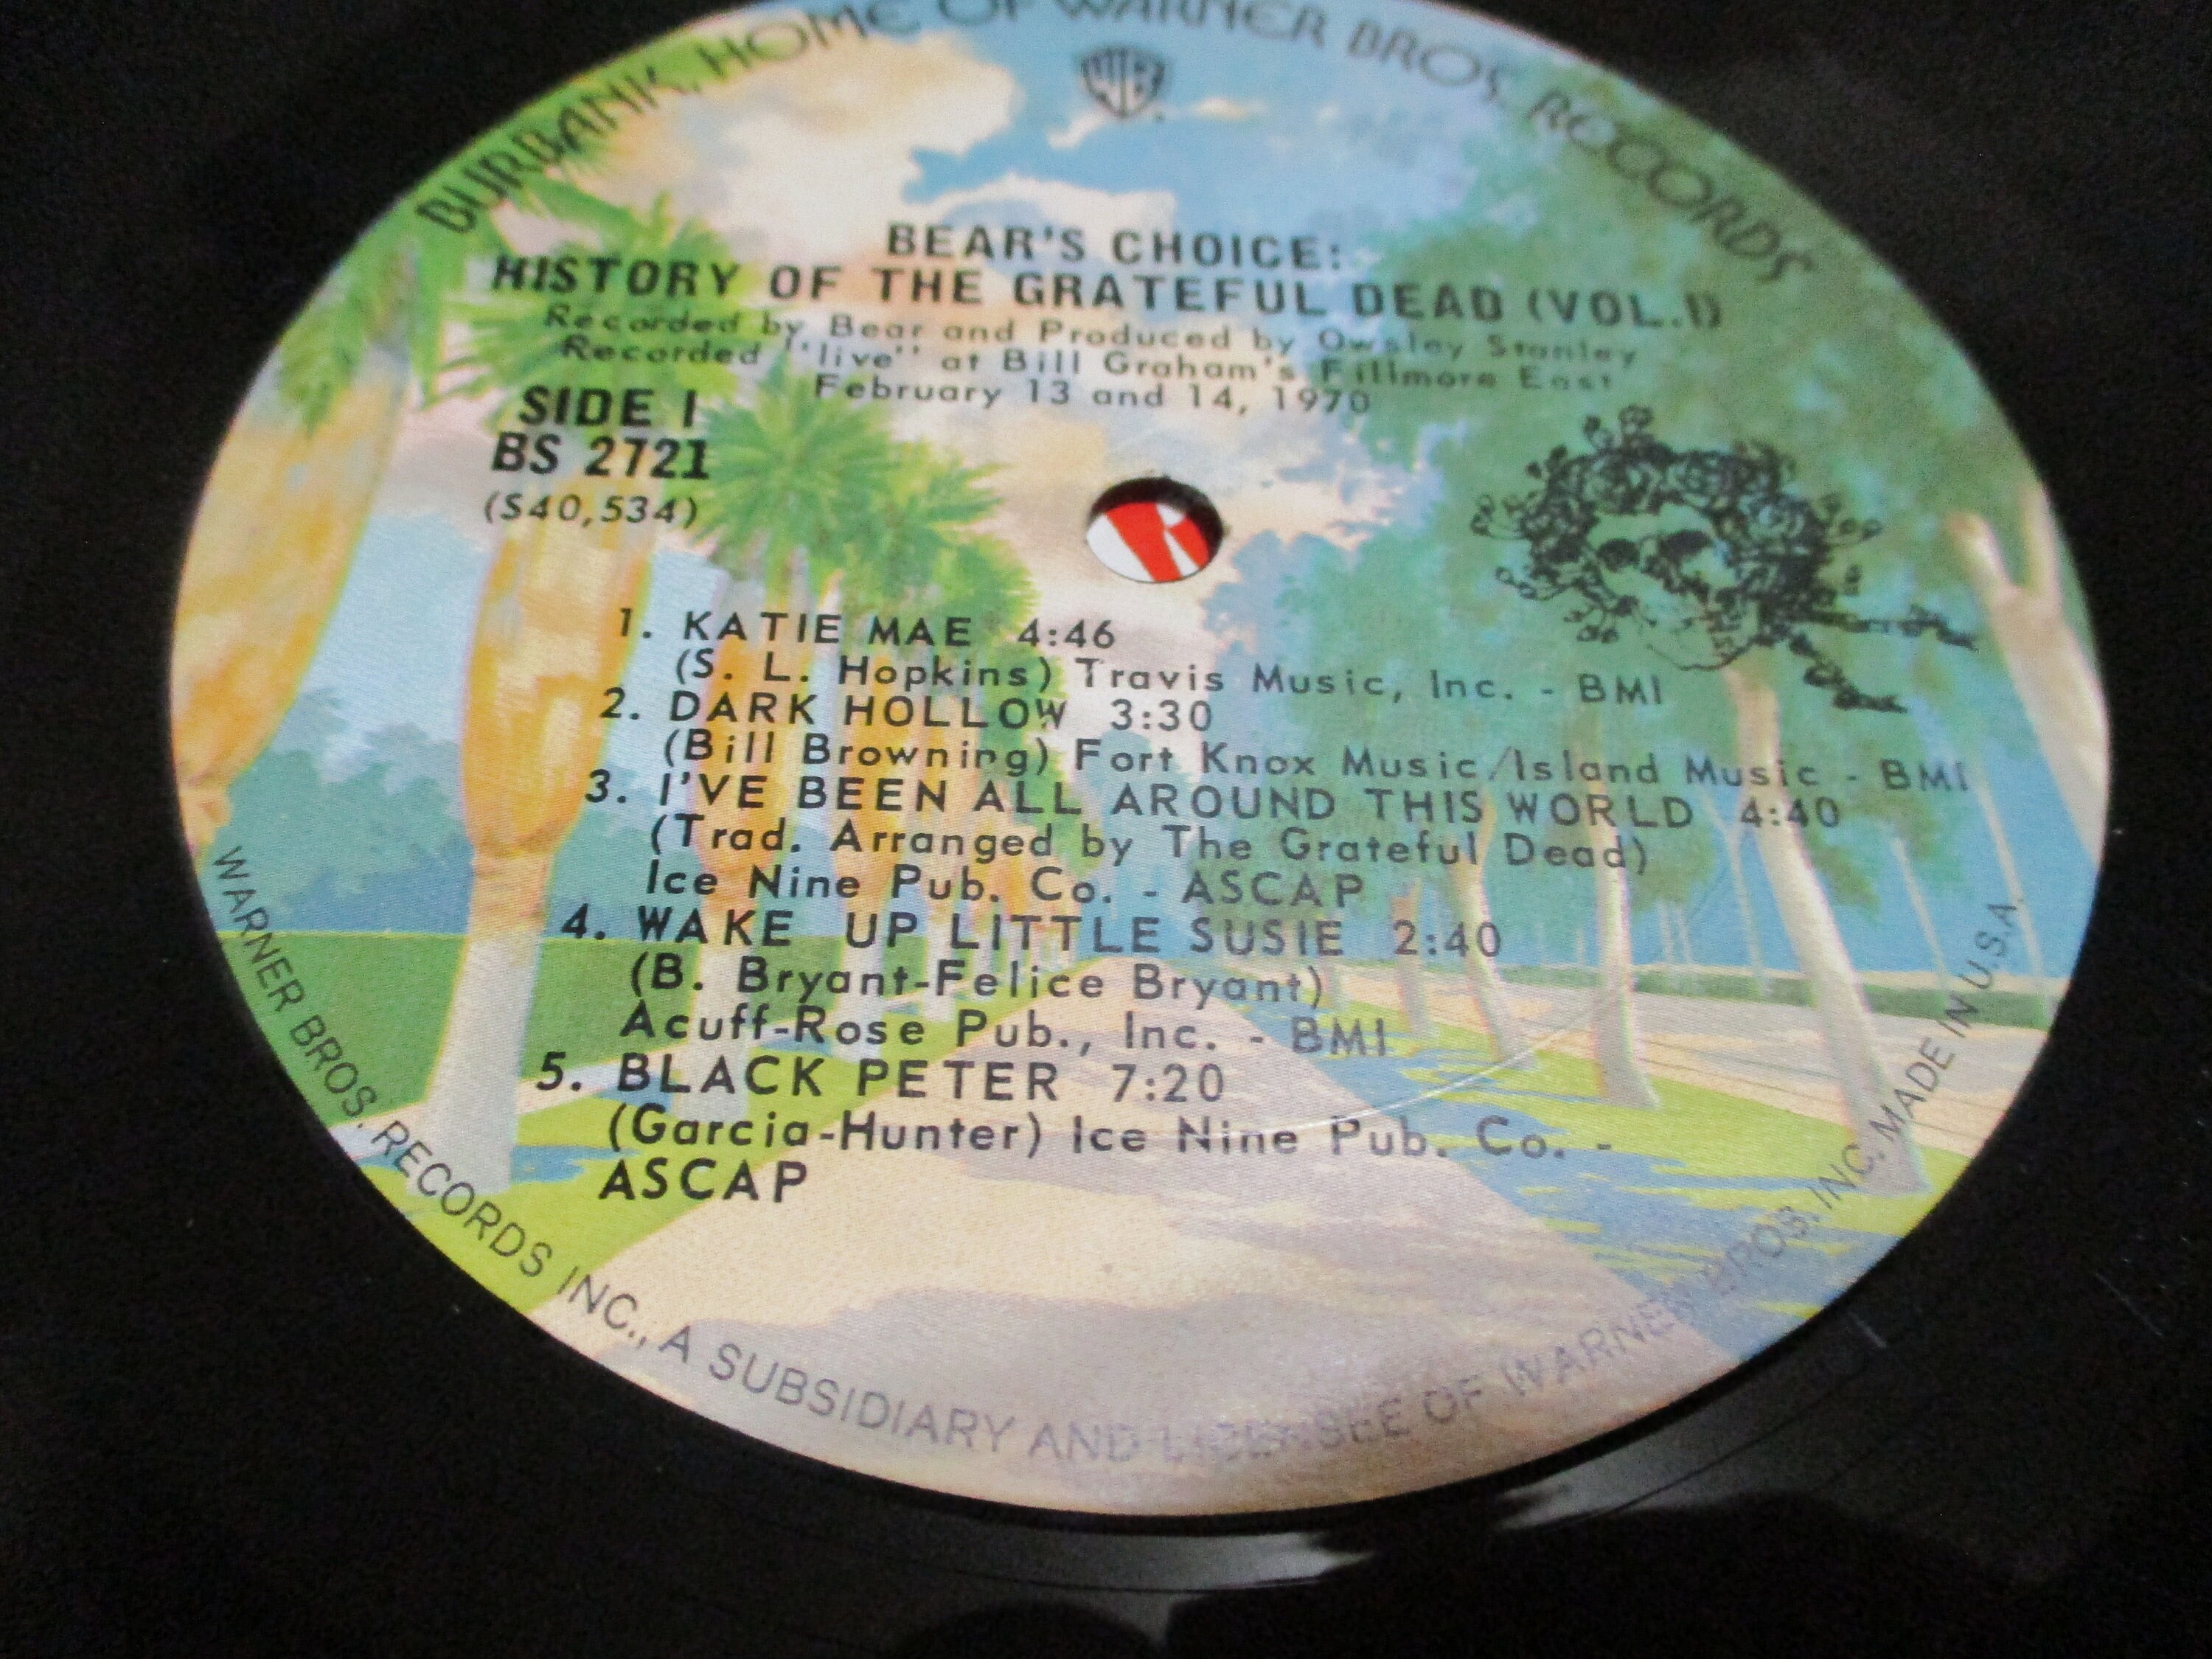 BURBANK, HOME OF WARNER BROS. RECORDS
WB
BEAR'S CHOICE:
HISTORY OF THE GRATEFUL DEAD (VOL.1)
Recorded by Bear and Produced by Owsley Stanley
Recorded "live" at Bill Graham's Fillmore East
February 13 and 14, 1970
SIDE 1
BS 2721
(S40,534)
1. KATIE MAE 4:46
(S. L. Hopkins) Travis Music, Inc. - BMI
2. DARK HOLLOW 3:30
(Bill Browning) Fort Knox Music/Island Music - BMI
3. I'VE BEEN ALL AROUND THIS WORLD 4:40
(Trad. Arranged by The Grateful Dead)
Ice Nine Pub. Co. - ASCAP
4. WAKE UP LITTLE SUSIE 2:40
(B. Bryant-Felice Bryant)
Acuff-Rose Pub., Inc. - BMI
5. BLACK PETER 7:20
(Garcia-Hunter) Ice Nine Pub. Co. -
ASCAP
WARNER BROS. RECORDS INC., A SUBSIDIARY AND LICENSEE OF WARNER BROS. INC. MADE IN U.S.A.